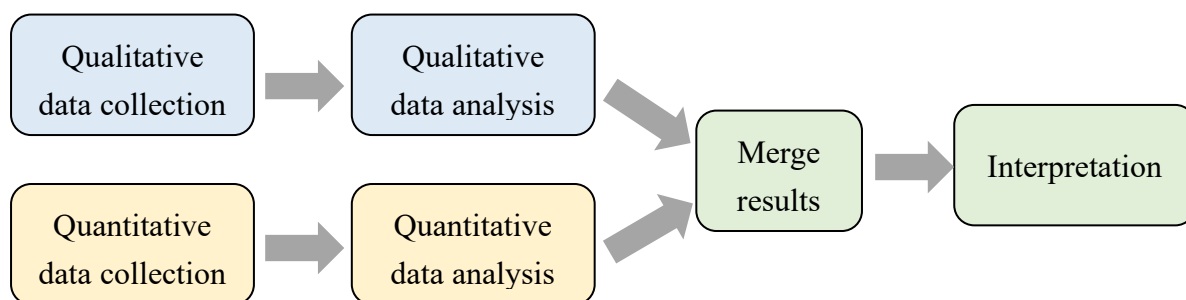 Qualitative
data collection
Qualitative
data analysis
Quantitative
data collection
Quantitative
data analysis
Merge
results
Interpretation